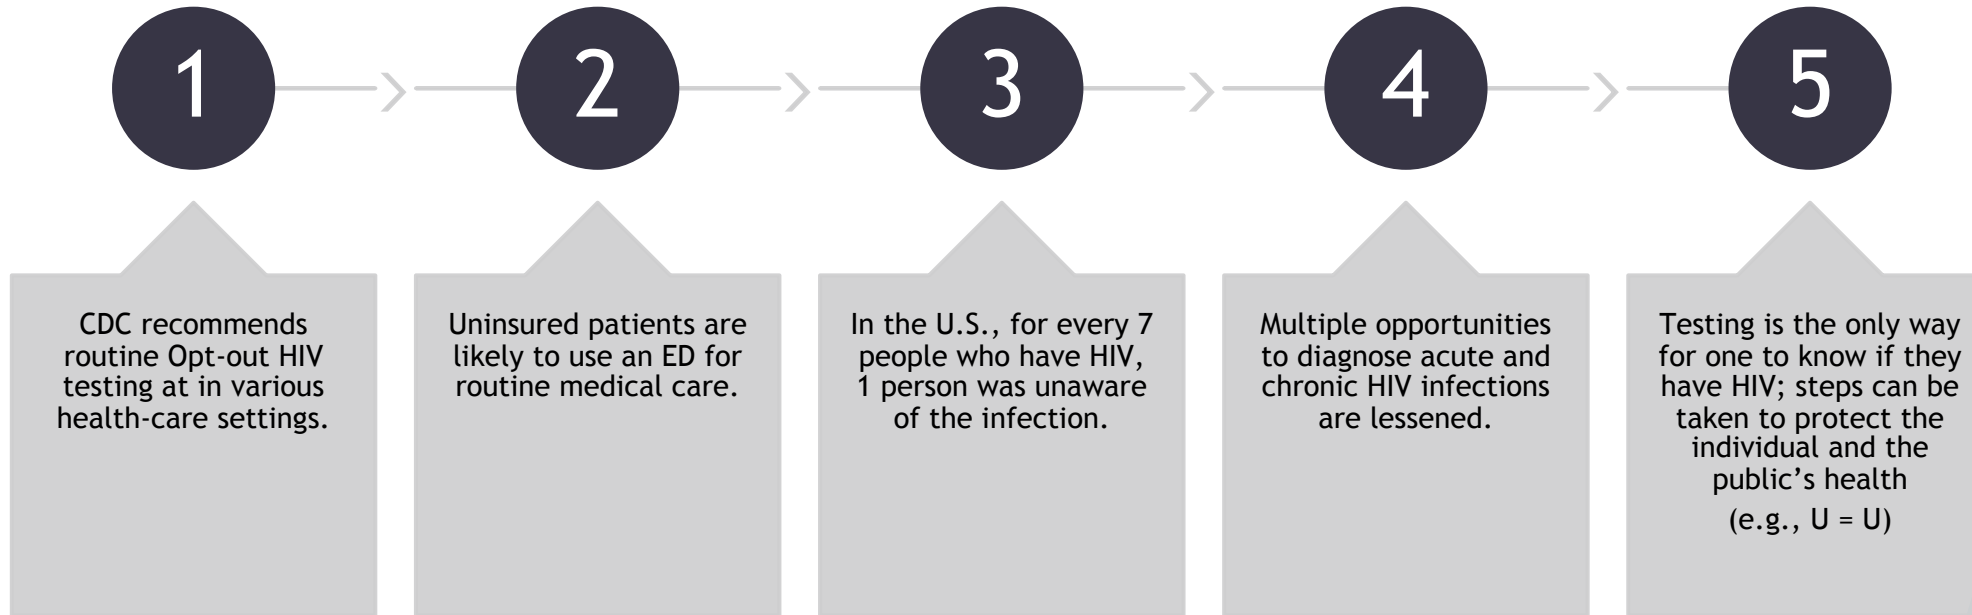 1
2
3
4
5
CDC recommends
routine Opt-out HIV
testing at in various
health-care settings.
Uninsured patients are
likely to use an ED for
routine medical care.
In the U.S., for every 7
people who have HIV,
1 person was unaware
of the infection.
Multiple opportunities
to diagnose acute and
chronic HIV infections
are lessened.
Testing is the only way
for one to know if they
have HIV; steps can be
taken to protect the
individual and the
public’s health
(e.g., U = U)